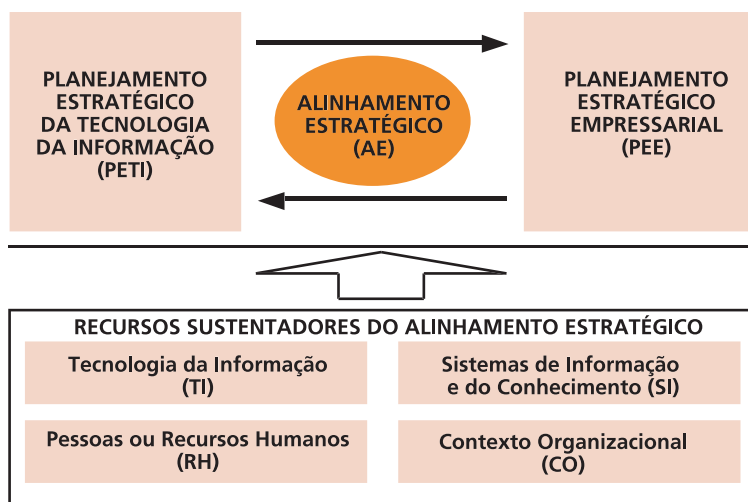 PLANEJAMENTO
ESTRATÉGICO
DA TECNOLOGIA
DA INFORMAÇÃO
(PETI)
ALINHAMENTO
ESTRATÉGICO
(AE)
PLANEJAMENTO
ESTRATÉGICO
EMPRESARIAL
(PEE)
RECURSOS SUSTENTADORES DO ALINHAMENTO ESTRATÉGICO
Tecnologia da Informação
(TI)
Sistemas de Informação
e do Conhecimento (SI)
Pessoas ou Recursos Humanos
(RH)
Contexto Organizacional
(CO)